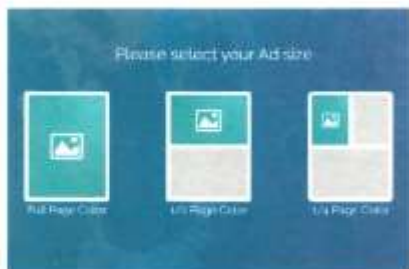 Please select your Ad size
Full Page Color
1/2 Page Color
1/4 Page Color